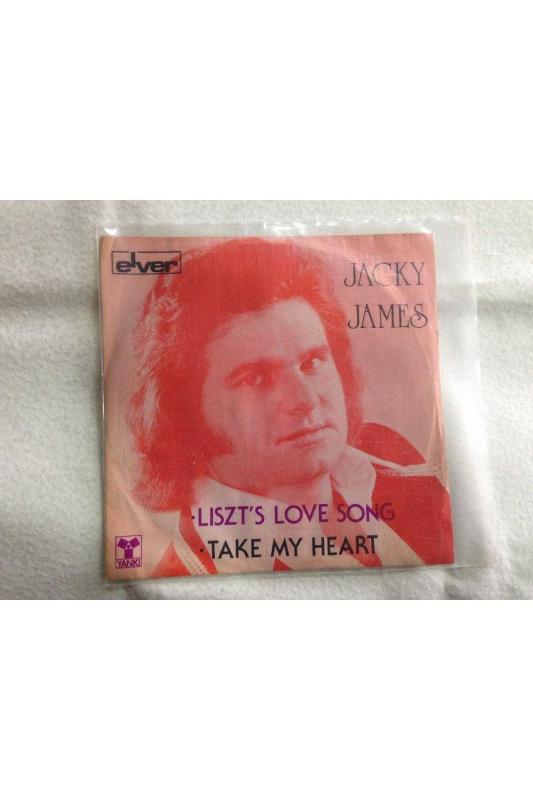 elver
JACKY
JAMES
·LISZT'S LOVE SONG
·TAKE MY HEART
YANKI